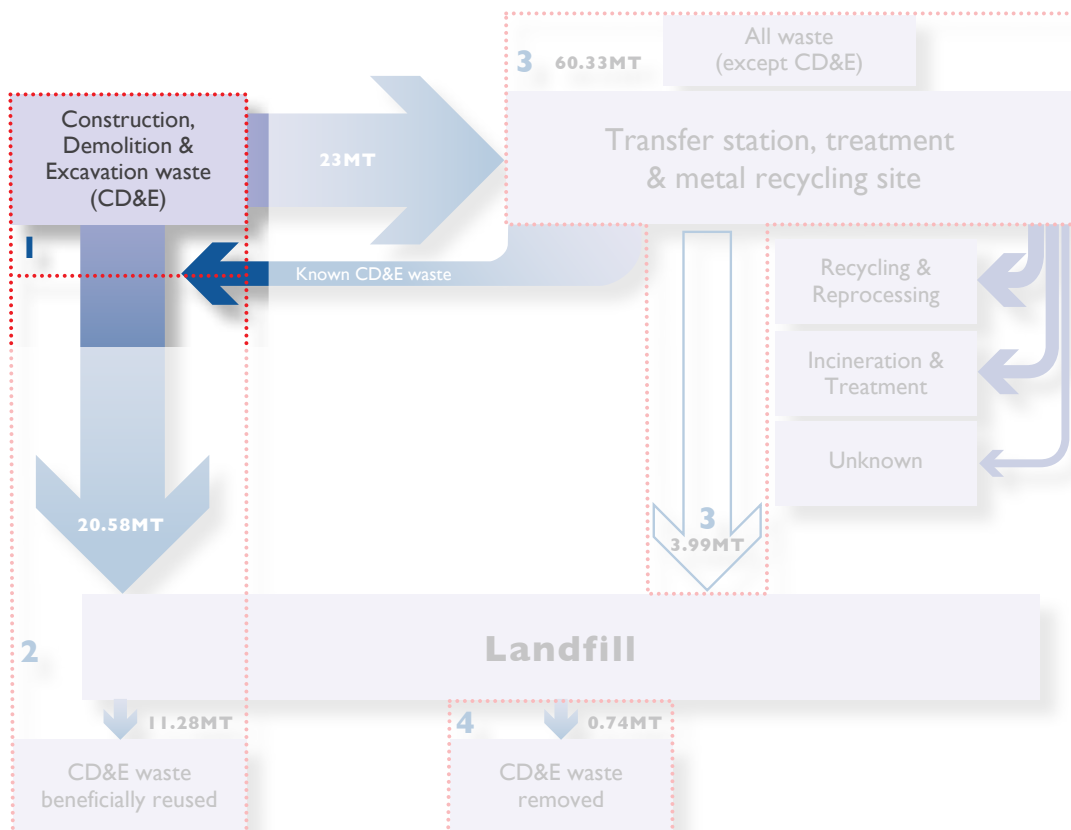 All waste
(except CD&E)
3 60.33MT
Construction,
Demolition &
Excavation waste
(CD&E)
23MT
Transfer station, treatment
& metal recycling site
1
Known CD&E waste
Recycling &
Reprocessing
Incineration &
Treatment
Unknown
20.58MT
3
3.99MT
2
Landfill
11.28MT
4 0.74MT
CD&E waste
beneficially reused
CD&E waste
removed